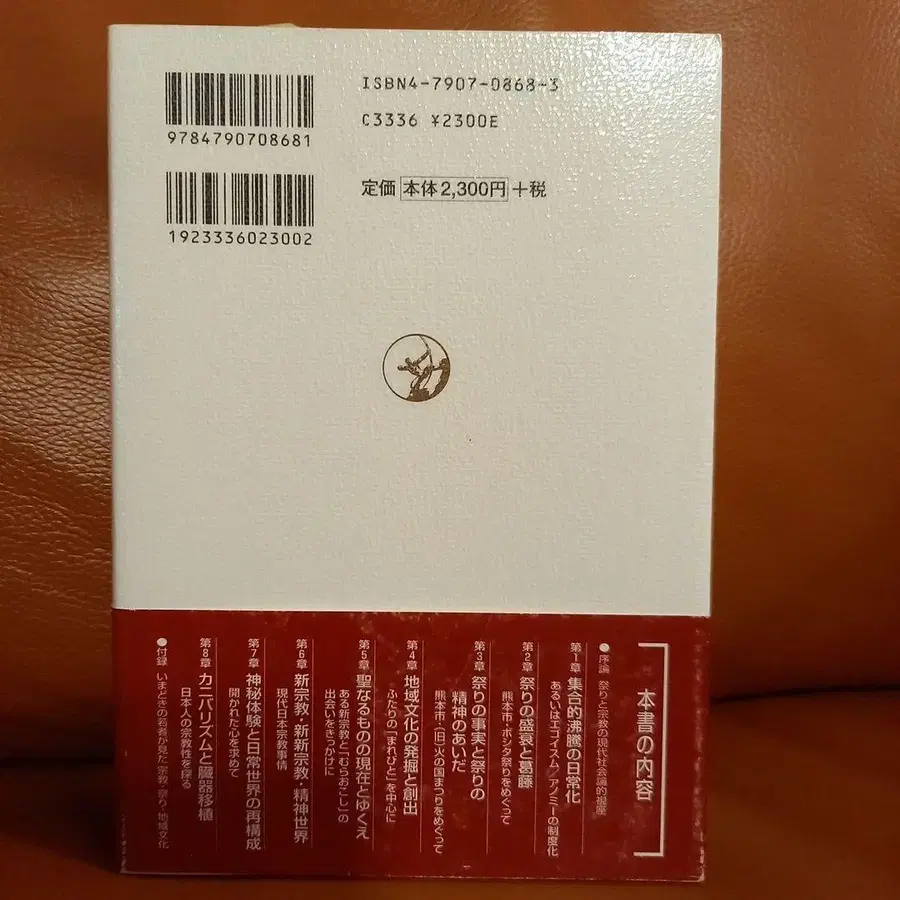 ISBN4-7907-0868-3
C3336 ¥2300E
9784790708681
定価 本体2,300円 +税
1923336023002
本書の内容
●序論 祭りと宗教の現代社会論的視座
第1章 集合的沸騰の日常化
あるいはエゴイスム／アノミーの制度化
第2章 祭りの盛衰と葛藤
熊本市・ボシタ祭りをめぐって
第3章 祭りの事実と祭りの
精神のあいだ
熊本市・(旧)火の国まつりをめぐって
第4章 地域文化の発掘と創出
ふたりの「まれびと」を中心に
第5章 聖なるものの現在とゆくえ
ある新宗教と「むらおこし」の
出会いをきっかけに
第6章 新宗教・新新宗教・精神世界
現代日本宗教事情
第7章 神秘体験と日常世界の再構成
開かれた心を求めて
第8章 カニバリズムと臓器移植
日本人の宗教性を探る
●付録 いまどきの若者が見た宗教・祭り・地域文化